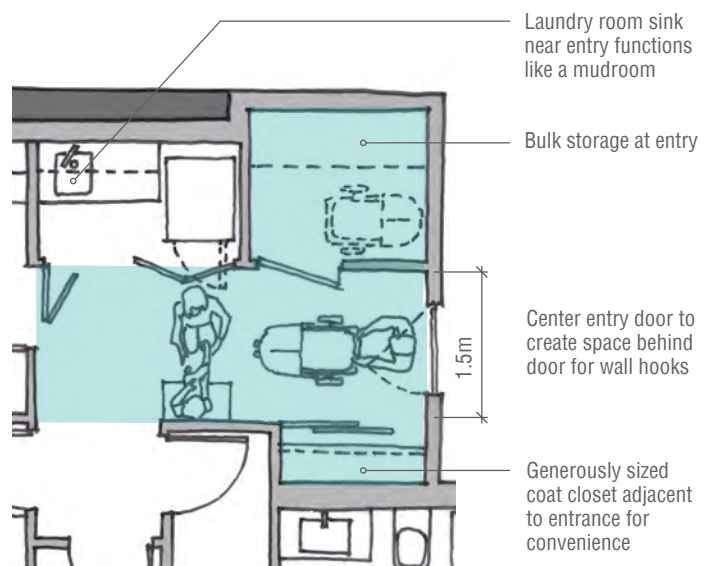 Laundry room sink
near entry functions
like a mudroom
Bulk storage at entry
Center entry door to
create space behind
door for wall hooks
1.5m
Generously sized
coat closet adjacent
to entrance for
convenience